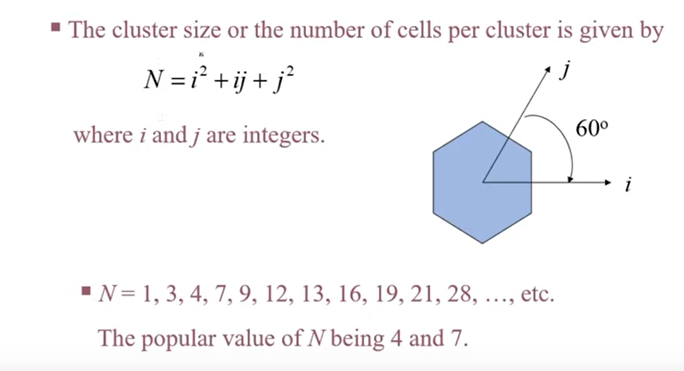 ▪ The cluster size or the number of cells per cluster is given by
N = i² + ij + j²
j
where i and j are integers.
60º
i
▪ N = 1, 3, 4, 7, 9, 12, 13, 16, 19, 21, 28, …, etc.
The popular value of N being 4 and 7.